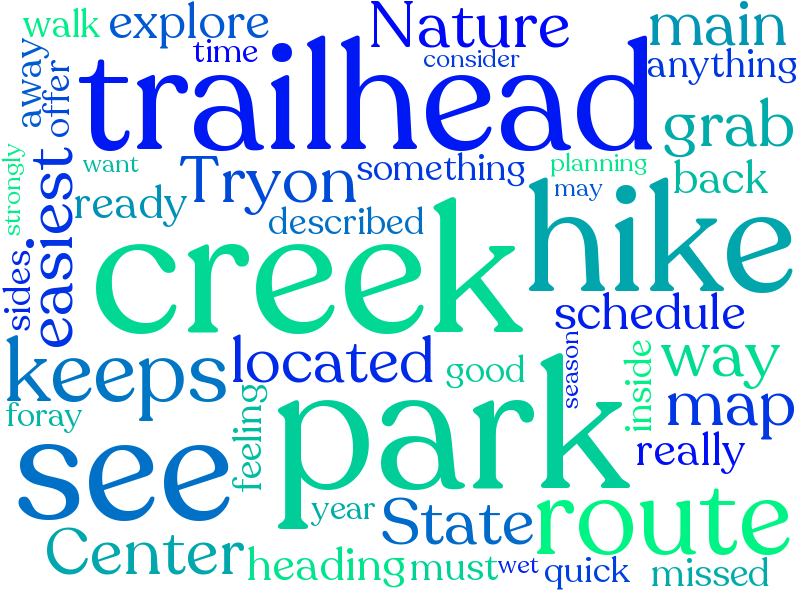 walk explore Nature main
time consider anything
away offer trailhead grab
strongly want Tryon something planning back
easiest ready described may
sides creek hike
schedule
keeps located good season inside way
foray feeling park map
really
see year State route
Center heading must wet quick missed